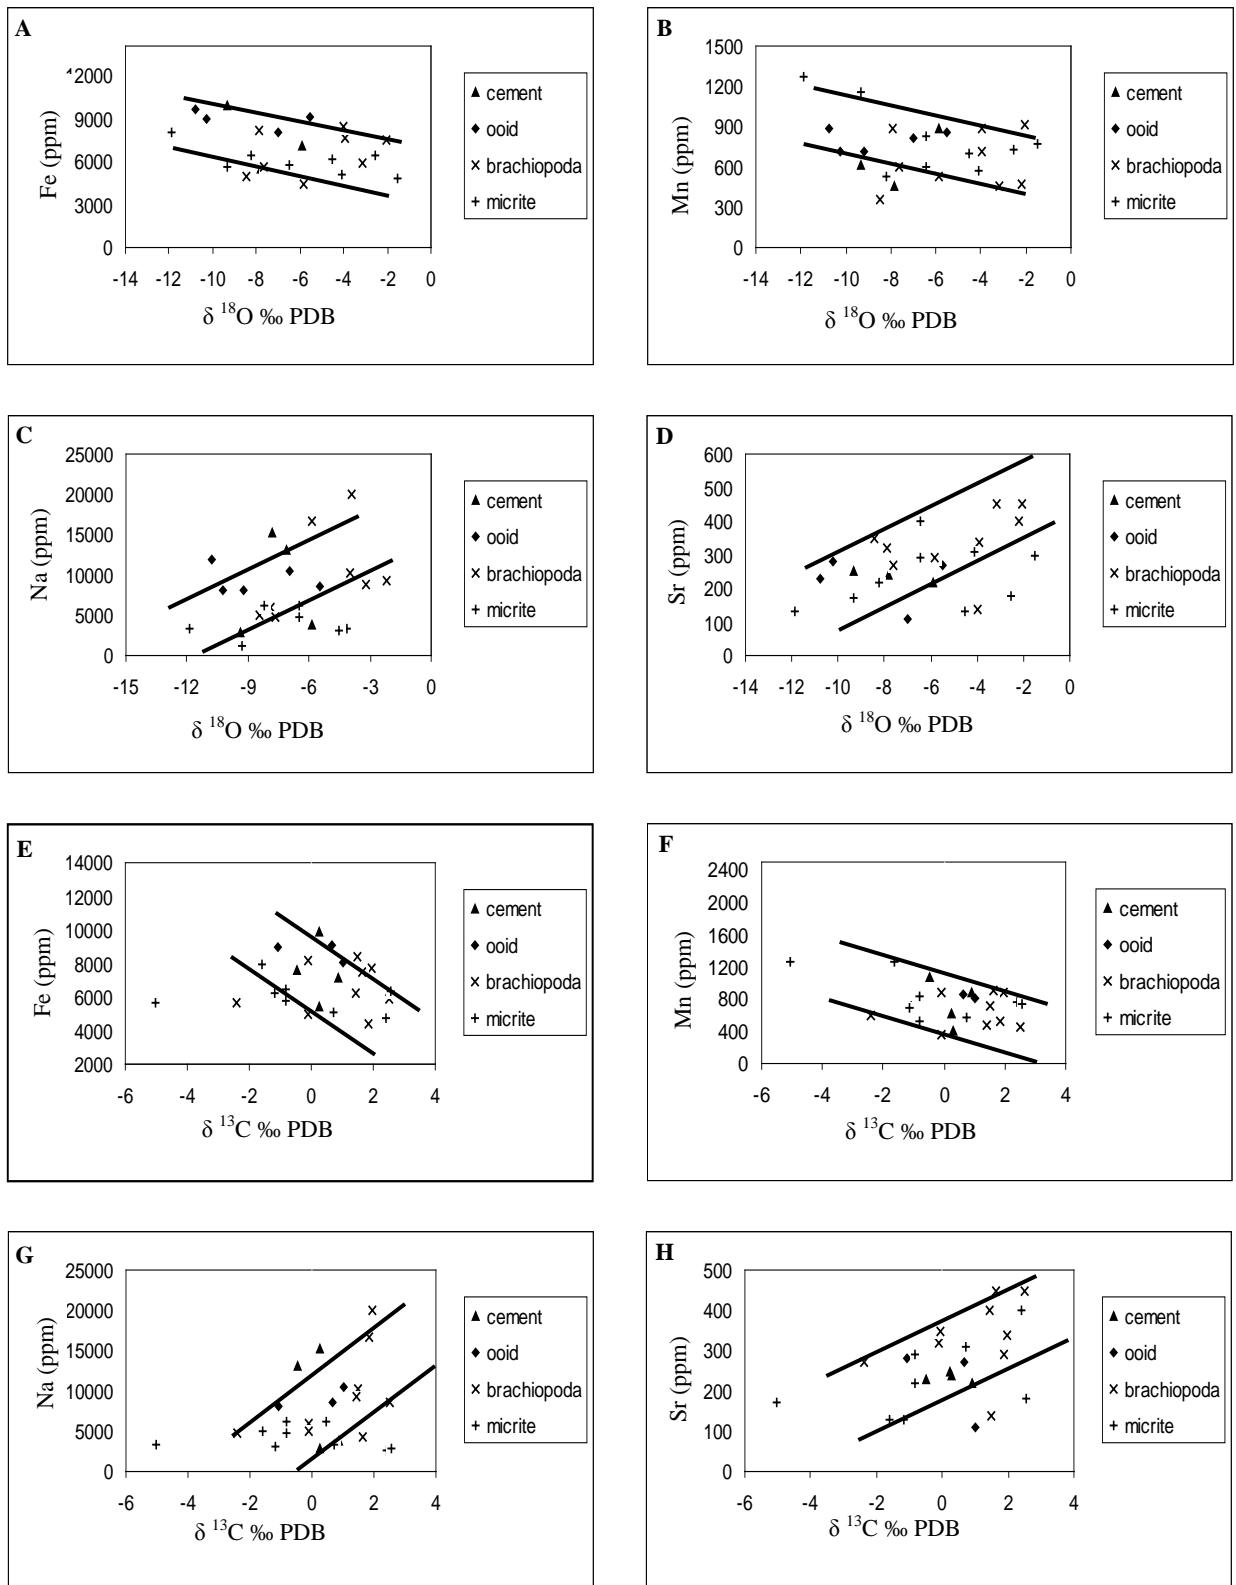 A
Fe (ppm)
12000
9000
6000
3000
0
-14 -12 -10 -8 -6 -4 -2 0
δ 18O ‰ PDB
cement
ooid
brachiopoda
micrite
B
Mn (ppm)
1500
1200
900
600
300
0
-14 -12 -10 -8 -6 -4 -2 0
δ 18O ‰ PDB
cement
ooid
brachiopoda
micrite
C
Na (ppm)
25000
20000
15000
10000
5000
0
-15 -12 -9 -6 -3 0
δ 18O ‰ PDB
cement
ooid
brachiopoda
micrite
D
Sr (ppm)
600
500
400
300
200
100
0
-14 -12 -10 -8 -6 -4 -2 0
δ 18O ‰ PDB
cement
ooid
brachiopoda
micrite
E
Fe (ppm)
14000
12000
10000
8000
6000
4000
2000
-6 -4 -2 0 2 4
δ 13C ‰ PDB
cement
ooid
brachiopoda
micrite
F
Mn (ppm)
2400
2000
1600
1200
800
400
0
-6 -4 -2 0 2 4
δ 13C ‰ PDB
cement
ooid
brachiopoda
micrite
G
Na (ppm)
25000
20000
15000
10000
5000
0
-6 -4 -2 0 2 4
δ 13C ‰ PDB
cement
ooid
brachiopoda
micrite
H
Sr (ppm)
500
400
300
200
100
0
-6 -4 -2 0 2 4
δ 13C ‰ PDB
cement
ooid
brachiopoda
micrite